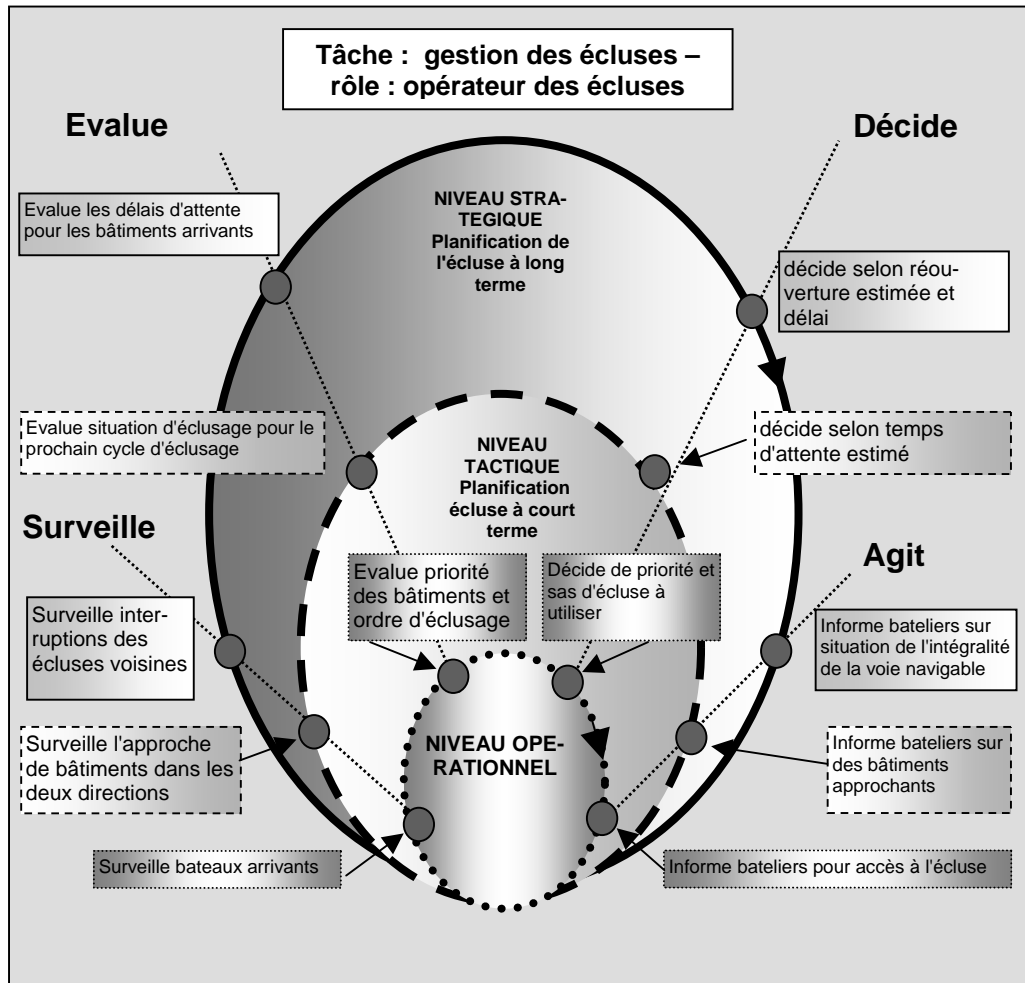 Tâche : gestion des écluses –
rôle : opérateur des écluses
Evalue
Décide
Evalue les délais d'attente
pour les bâtiments arrivants
NIVEAU STRA-
TEGIQUE
Planification de
l'écluse à long
terme
décide selon réou-
verture estimée et
délai
Evalue situation d'éclusage pour le
prochain cycle d'éclusage
NIVEAU
TACTIQUE
Planification
écluse à court
terme
décide selon temps
d'attente estimé
Surveille
Agit
Evalue priorité
des bâtiments et
ordre d'éclusage
Décide de priorité et
sas d'écluse à
utiliser
Surveille inter-
ruptions des
écluses voisines
Informe bateliers sur
situation de l'intégralité
de la voie navigable
Surveille l'approche
de bâtiments dans les
deux directions
NIVEAU OPE-
RATIONNEL
Informe bateliers sur
des bâtiments
approchants
Surveille bateaux arrivants
Informe bateliers pour accès à l'écluse